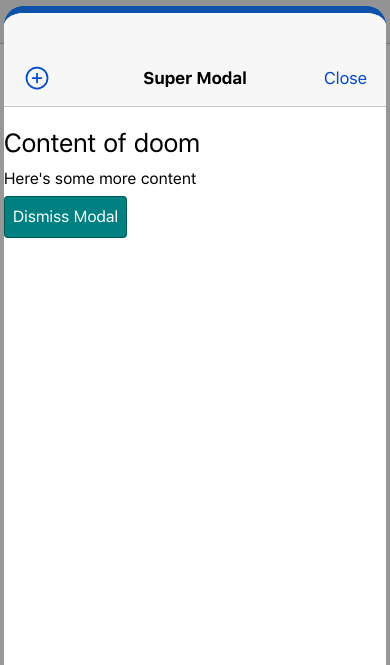 Super Modal
Close
Content of doom
Here's some more content
Dismiss Modal